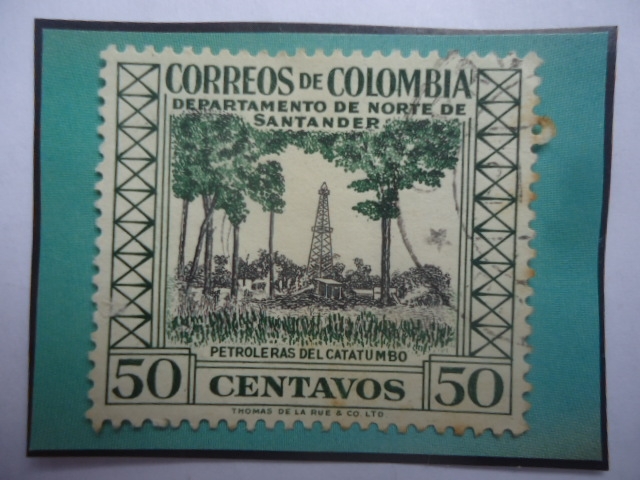 CORREOS DE COLOMBIA
DEPARTAMENTO DE NORTE DE
SANTANDER
PETROLERAS DEL CATATUMBO
50 CENTAVOS 50
THOMAS DE LA RUE & CO. LTD